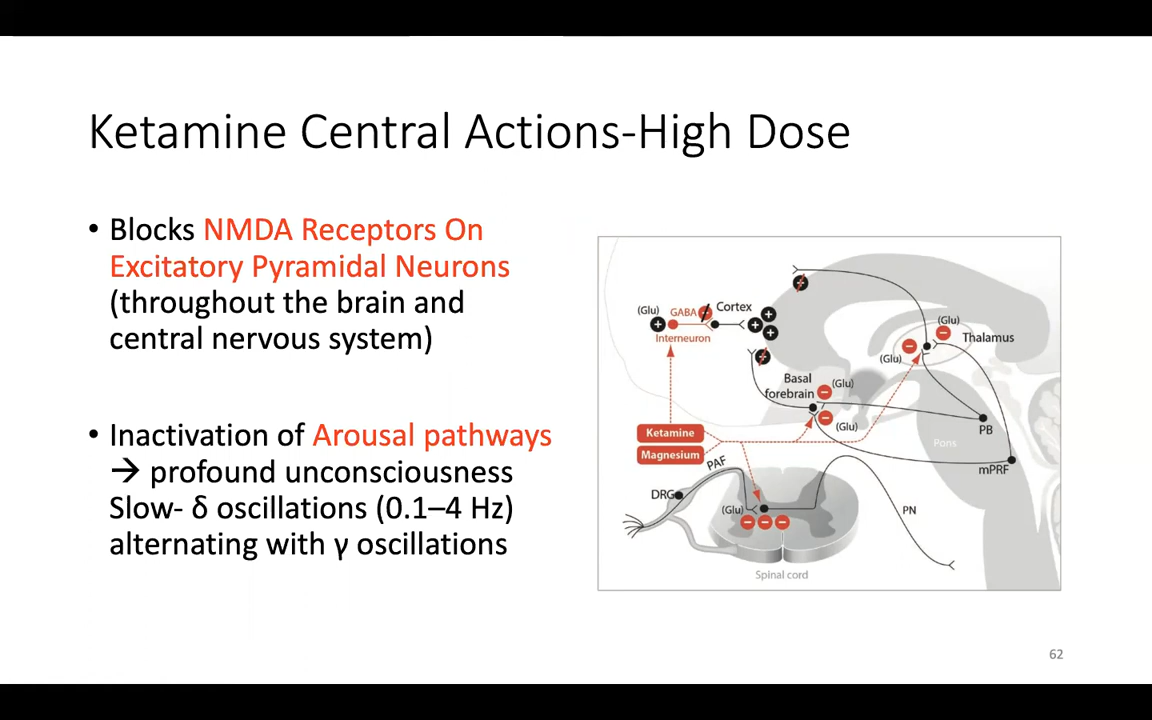 Ketamine Central Actions-High Dose
• Blocks NMDA Receptors On
Excitatory Pyramidal Neurons
(throughout the brain and
central nervous system)
• Inactivation of Arousal pathways
→ profound unconsciousness
Slow- δ oscillations (0.1–4 Hz)
alternating with γ oscillations
(Glu)
GABA
Cortex
Interneuron
(Glu)
Thalamus
(Glu)
Basal
forebrain
(Glu)
(Glu)
Ketamine
Magnesium
PB
Pons
mPRF
PAF
DRG
(Glu)
PN
Spinal cord
62